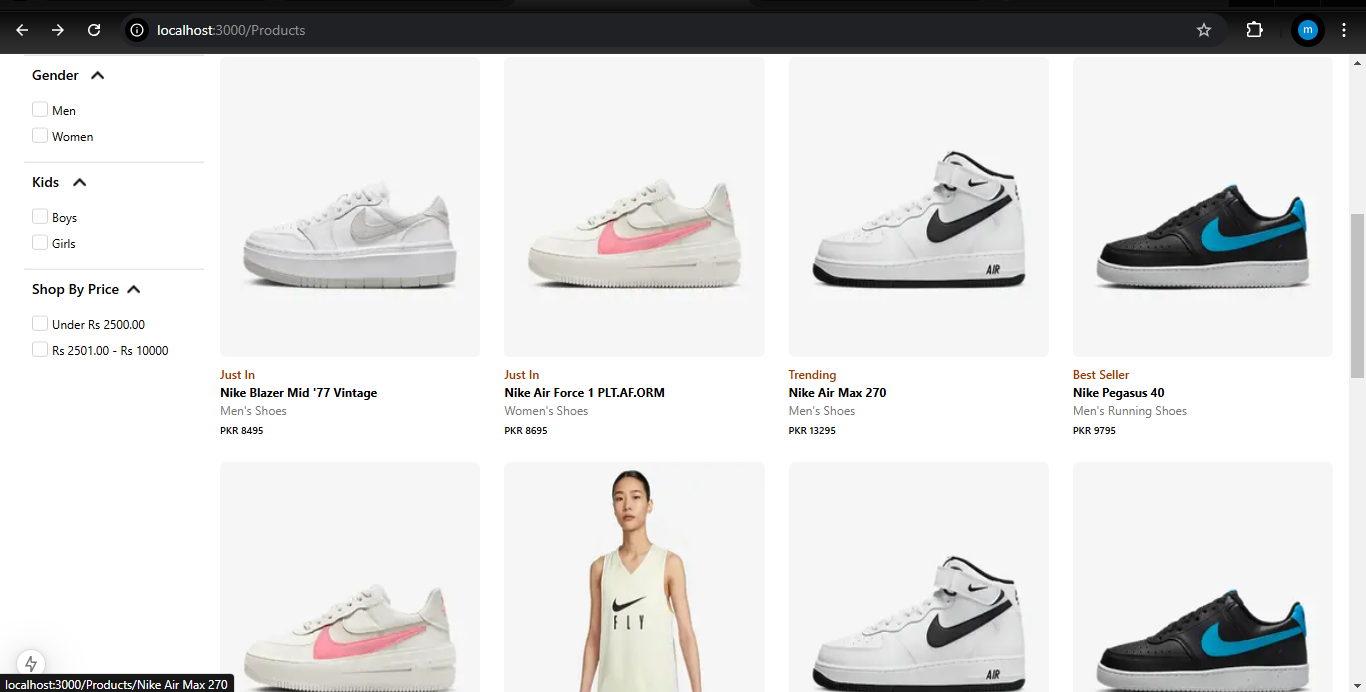 localhost:3000/Products
m
Gender
Men
Women
Kids
Boys
Girls
Shop By Price
Under Rs 2500.00
Rs 2501.00 - Rs 10000
AIR
Just In
Nike Blazer Mid '77 Vintage
Men's Shoes
PKR 8495
Just In
Nike Air Force 1 PLT.AF.ORM
Women's Shoes
PKR 8695
Trending
Nike Air Max 270
Men's Shoes
PKR 13295
Best Seller
Nike Pegasus 40
Men's Running Shoes
PKR 9795
FLY
AIR
localhost:3000/Products/Nike Air Max 270